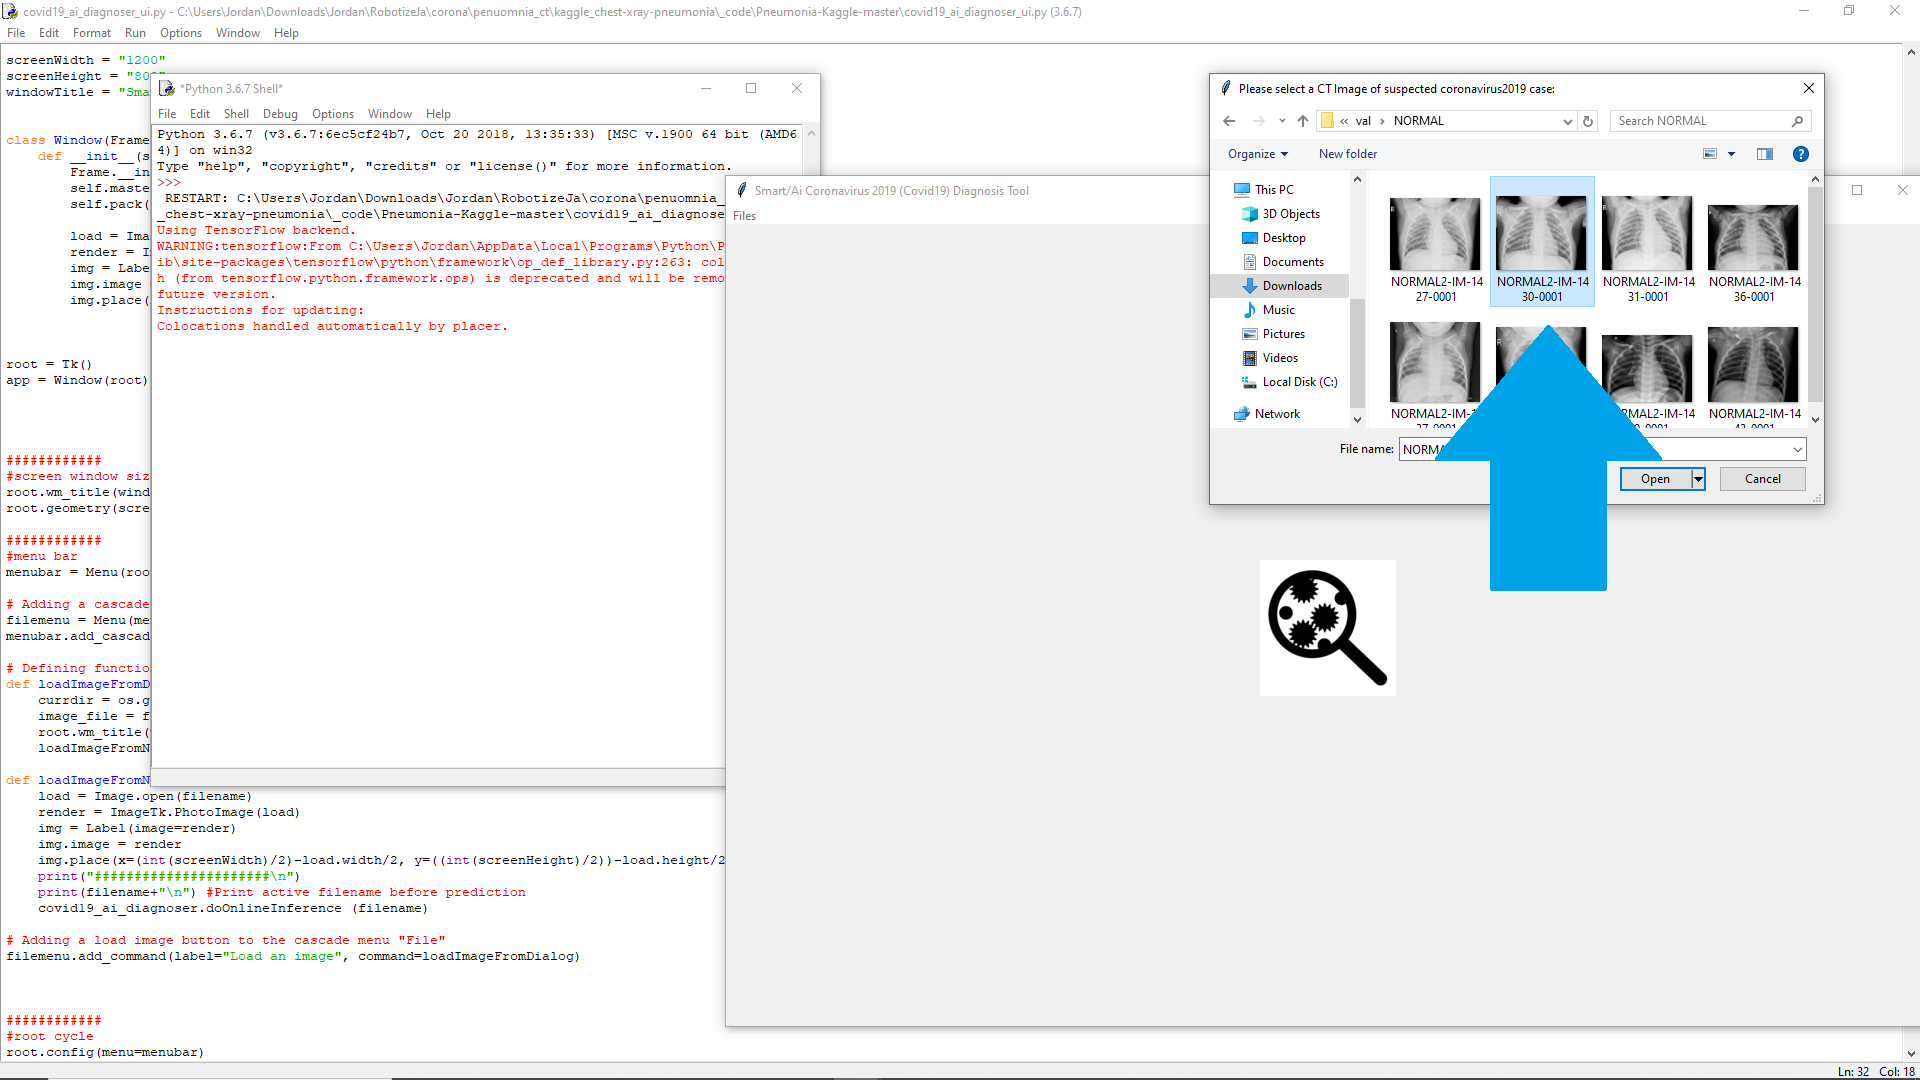 covid19_ai_diagnoser_ui.py - C:\Users\Jordan\Downloads\Jordan\RobotizeJa\corona\penuomnia_ct\kaggle_chest-xray-pneumonia\_code\Pneumonia-Kaggle-master\covid19_ai_diagnoser_ui.py (3.6.7)
File Edit Format Run Options Window Help
screenWidth = "1200"
screenHeight = "80
windowTitle = "Sma
class Window(Frame
def __init__(s
Frame.__in
self.master
self.pack(
load = Ima
render = I
img = Labe
img.image
img.place(
root = Tk()
app = Window(root)
############
#screen window siz
root.wm_title(wind
root.geometry(scre
############
#menu bar
menubar = Menu(roo
# Adding a cascade
filemenu = Menu(me
menubar.add_cascad
# Defining functio
def loadImageFromD
currdir = os.g
image_file = f
root.wm_title(
loadImageFromN
def loadImageFromN
load = Image.open(filename)
render = ImageTk.PhotoImage(load)
img = Label(image=render)
img.image = render
img.place(x=(int(screenWidth)/2)-load.width/2, y=((int(screenHeight)/2))-load.height/2
print("######################\n")
print(filename+"\n") #Print active filename before prediction
covid19_ai_diagnoser.doOnlineInference (filename)
# Adding a load image button to the cascade menu "File"
filemenu.add_command(label="Load an image", command=loadImageFromDialog)
############
#root cycle
root.config(menu=menubar)
Ln: 32 Col: 18
*Python 3.6.7 Shell*
File Edit Shell Debug Options Window Help
Python 3.6.7 (v3.6.7:6ec5cf24b7, Oct 20 2018, 13:35:33) [MSC v.1900 64 bit (AMD6
4)] on win32
Type "help", "copyright", "credits" or "license()" for more information.
>>>
RESTART: C:\Users\Jordan\Downloads\Jordan\RobotizeJa\corona\penuomnia_
_chest-xray-pneumonia\_code\Pneumonia-Kaggle-master\covid19_ai_diagnose
Using TensorFlow backend.
WARNING:tensorflow:From C:\Users\Jordan\AppData\Local\Programs\Python\P
ib\site-packages\tensorflow\python\framework\op_def_library.py:263: col
h (from tensorflow.python.framework.ops) is deprecated and will be remo
future version.
Instructions for updating:
Colocations handled automatically by placer.
Smart/Ai Coronavirus 2019 (Covid19) Diagnosis Tool
Files
Please select a CT Image of suspected coronavirus2019 case:
« val > NORMAL
Search NORMAL
Organize New folder
This PC
3D Objects
Desktop
Documents
Downloads
Music
Pictures
Videos
Local Disk (C:)
Network
NORMAL2-IM-14
27-0001
NORMAL2-IM-14
30-0001
NORMAL2-IM-14
31-0001
NORMAL2-IM-14
36-0001
NORMAL2-IM-1
MAL2-IM-14
NORMAL2-IM-14
File name: NORMA
Open Cancel